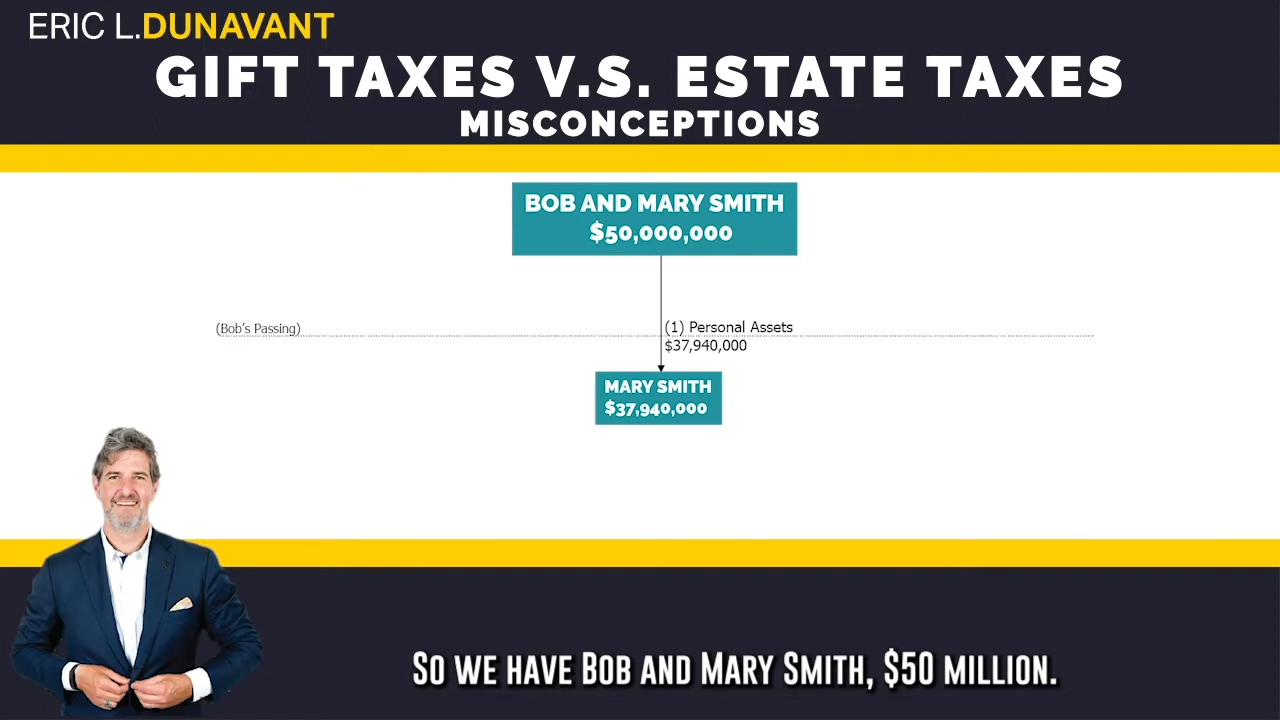 ERIC L.DUNAVANT
GIFT TAXES V.S. ESTATE TAXES
MISCONCEPTIONS
BOB AND MARY SMITH
$50,000,000
(Bob's Passing)
(1) Personal Assets
$37,940,000
MARY SMITH
$37,940,000
So we have Bob and Mary Smith, $50 million.